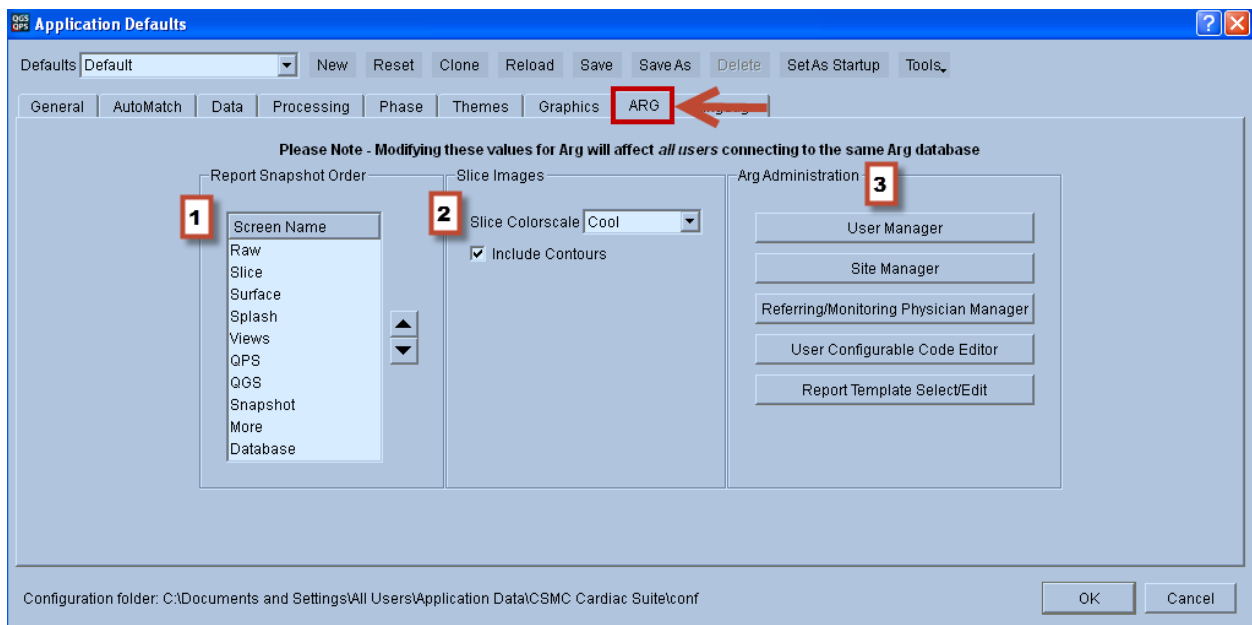 QGS QPS Application Defaults
Defaults Default New Reset Clone Reload Save Save As Delete Set As Startup Tools
General AutoMatch Data Processing Phase Themes Graphics ARG
Please Note - Modifying these values for Arg will affect all users connecting to the same Arg database
Report Snapshot Order
1
Screen Name
Raw
Slice
Surface
Splash
Views
QPS
QGS
Snapshot
More
Database
Slice Images
2
Slice Colorscale Cool
Include Contours
Arg Administration
3
User Manager
Site Manager
Referring/Monitoring Physician Manager
User Configurable Code Editor
Report Template Select/Edit
Configuration folder: C:\Documents and Settings\All Users\Application Data\CSMC Cardiac Suite\conf
OK Cancel